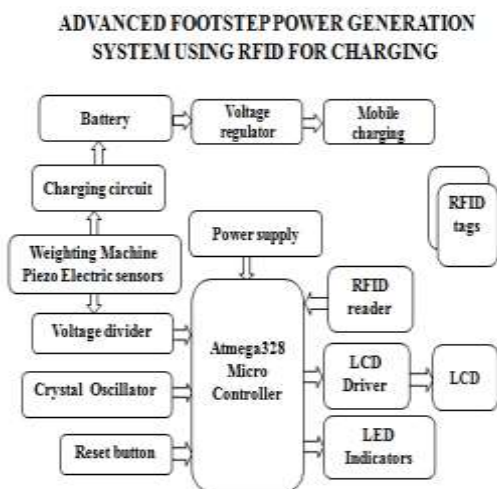 ADVANCED FOOTSTEP POWER GENERATION
SYSTEM USING RFID FOR CHARGING
Battery
Voltage
regulator
Mobile
charging
Charging circuit
RFID
tags
Weighting Machine
Piezo Electric sensors
Power supply
RFID
reader
Voltage divider
Atmega328
Micro
Controller
LCD
Driver
LCD
Crystal Oscillator
Reset button
LED
Indicators